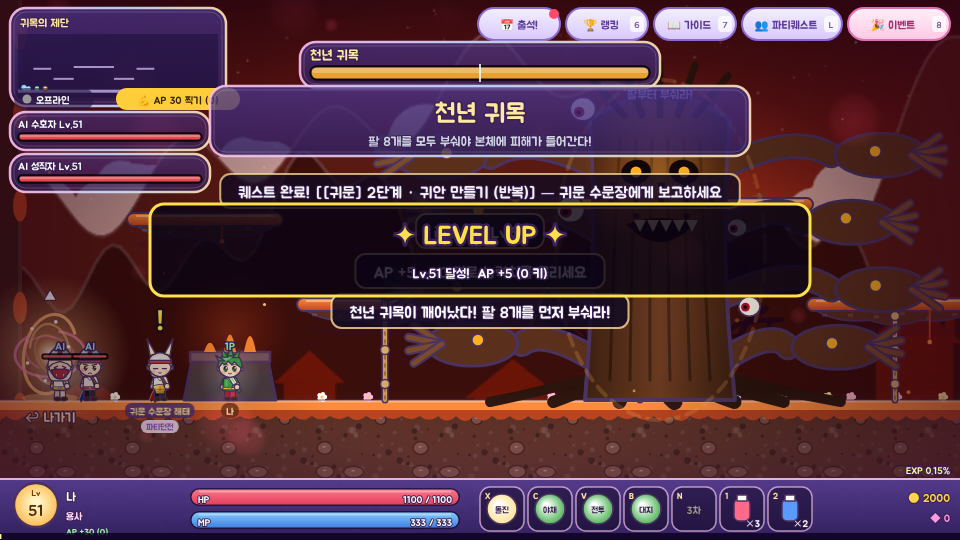 귀목의 제단
오프라인
AP 30 찍기
AI 수호자 Lv.51
AI 성직자 Lv.51
출석!
랭킹 6
가이드 7
파티퀘스트 L
이벤트 8
천년 귀목
천년 귀목
팔 8개를 모두 부숴야 본체에 피해가 들어간다!
퀘스트 완료! [[귀문] 2단계 · 귀안 만들기 (반복)] — 귀문 수문장에게 보고하세요
✦ LEVEL UP ✦
Lv.51 달성! AP +5 (0 키)
천년 귀목이 깨어났다! 팔 8개를 먼저 부숴라!
AI
AI
!
1P
나가기
귀문 수문장 해태
파티던전
나
EXP 0.15%
Lv
51
나
용사
AP +30 (0)
HP 1100 / 1100
MP 333 / 333
X 돌진
C 야채
V 전투
B 대지
N 3차
1 ×3
2 ×2
2000
0